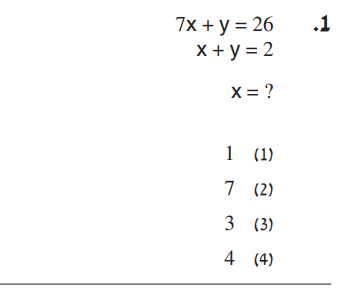 .1 7x + y = 26
x + y = 2
x = ?
(1) 1
(2) 7
(3) 3
(4) 4